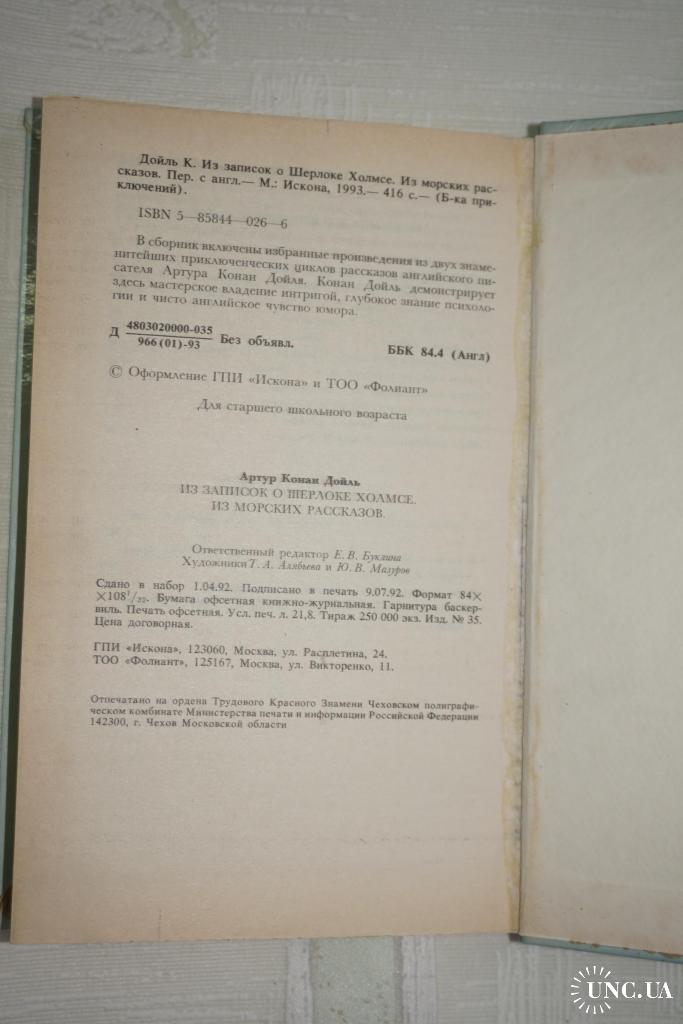 Дойль К. Из записок о Шерлоке Холмсе. Из морских рас-
сказов. Пер. с англ.— М.: Искона, 1993.— 416 с.— (Б-ка при-
ключений).
ISBN 5—85844—026—6
В сборник включены избранные произведения из двух знаме-
нитейших приключенческих циклов рассказов английского пи-
сателя Артура Конан Дойля. Конан Дойль демонстрирует
здесь мастерское владение интригой, глубокое знание психоло-
гии и чисто английское чувство юмора.
Д 4803020000-035
966 (01)-93 Без объявл.
ББК 84.4 (Англ)
© Оформление ГПИ «Искона» и ТОО «Фолиант»
Для старшего школьного возраста
Артур Конан Дойль
ИЗ ЗАПИСОК О ШЕРЛОКЕ ХОЛМСЕ.
ИЗ МОРСКИХ РАССКАЗОВ.
Ответственный редактор Е. В. Буклина
Художники Т. А. Алябьева и Ю. В. Мазуров
Сдано в набор 1.04.92. Подписано в печать 9.07.92. Формат 84×
×108¹/₃₂. Бумага офсетная книжно-журнальная. Гарнитура баскер-
виль. Печать офсетная. Усл. печ. л. 21,8. Тираж 250 000 экз. Изд. № 35.
Цена договорная.
ГПИ «Искона», 123060, Москва, ул. Расплетина, 24.
ТОО «Фолиант», 125167, Москва, ул. Викторенко, 11.
Отпечатано на ордена Трудового Красного Знамени Чеховском полиграфи-
ческом комбинате Министерства печати и информации Российской Федерации
142300, г. Чехов Московской области
UNC.UA